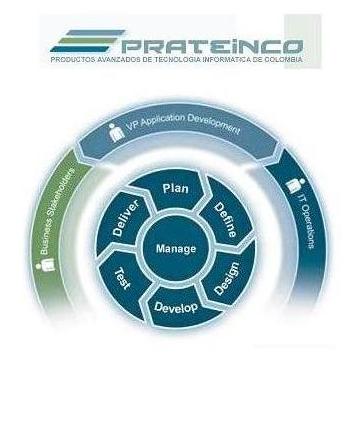 PRATEINCO
PRODUCTOS AVANZADOS DE TECNOLOGIA INFORMATICA DE COLOMBIA
VP Application Development
Business Stakeholders
IT Operations
Plan
Define
Design
Develop
Test
Deliver
Manage